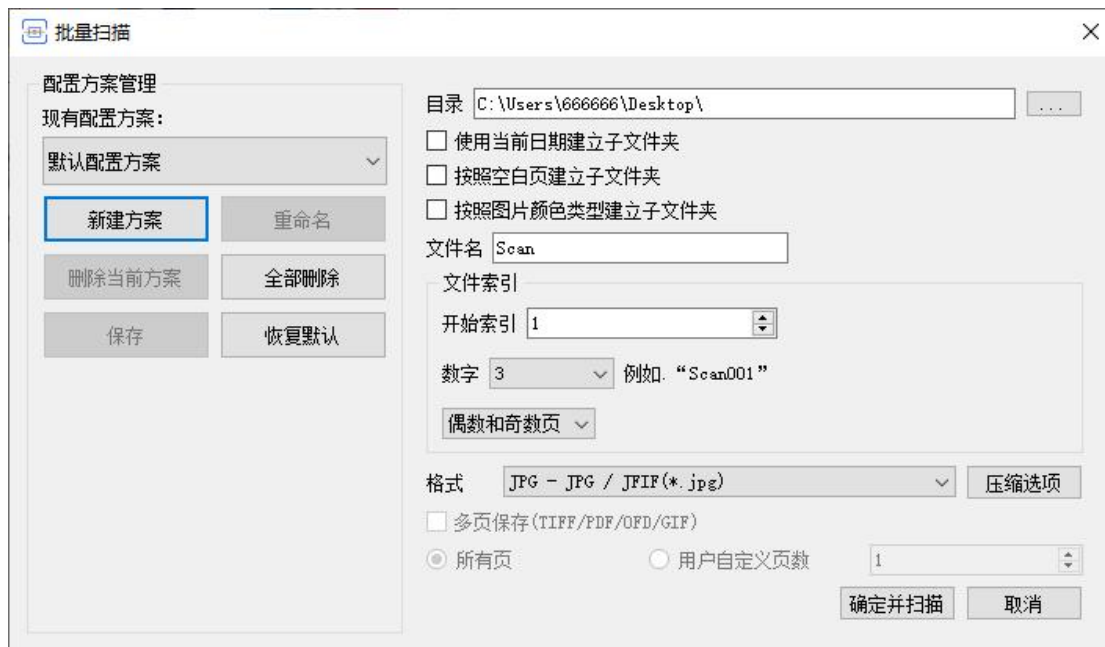 批量扫描
配置方案管理
现有配置方案：
默认配置方案
新建方案 重命名
删除当前方案 全部删除
保存 恢复默认
目录 C:\Users\666666\Desktop\ ...
使用当前日期建立子文件夹
按照空白页建立子文件夹
按照图片颜色类型建立子文件夹
文件名 Scan
文件索引
开始索引 1
数字 3 例如.“Scan001”
偶数和奇数页
格式 JPG - JPG / JFIF(*.jpg) 压缩选项
多页保存(TIFF/PDF/OFD/GIF)
所有页 用户自定义页数 1
确定并扫描 取消